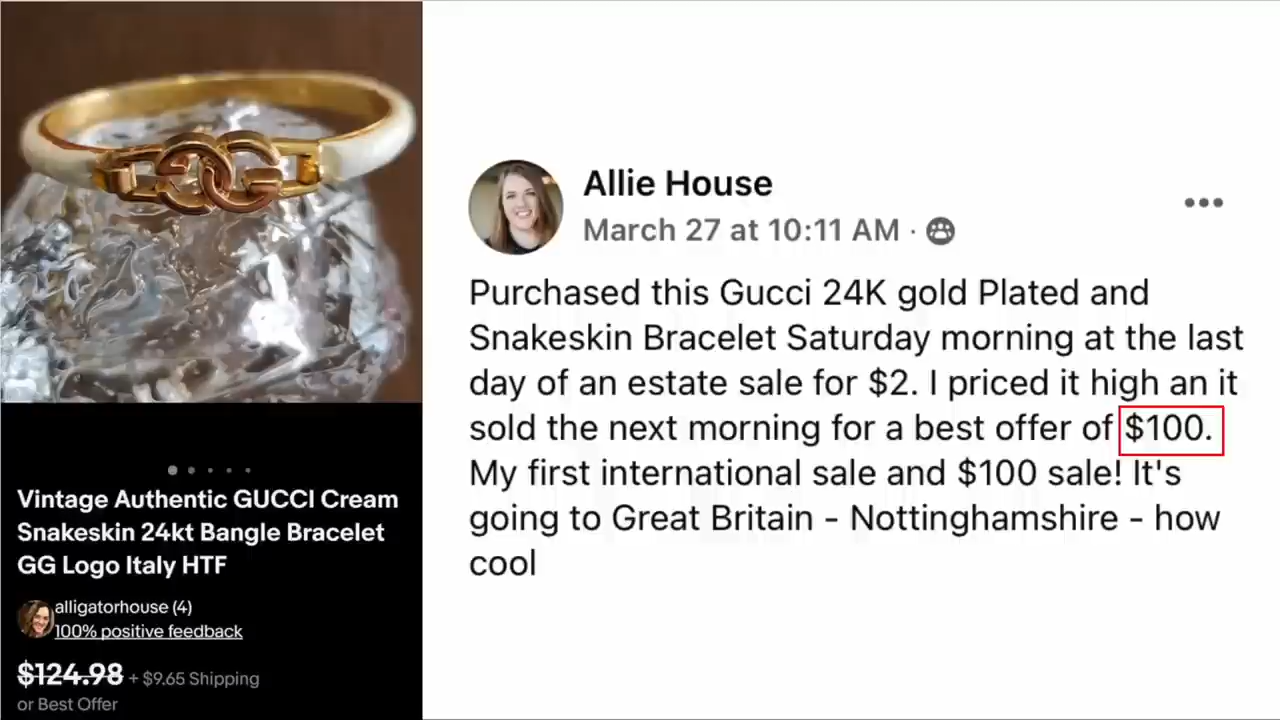 Vintage Authentic GUCCI Cream
Snakeskin 24kt Bangle Bracelet
GG Logo Italy HTF
alligatorhouse (4)
100% positive feedback
$124.98 + $9.65 Shipping
or Best Offer
Allie House
March 27 at 10:11 AM ·
Purchased this Gucci 24K gold Plated and
Snakeskin Bracelet Saturday morning at the last
day of an estate sale for $2. I priced it high an it
sold the next morning for a best offer of $100.
My first international sale and $100 sale! It's
going to Great Britain - Nottinghamshire - how
cool